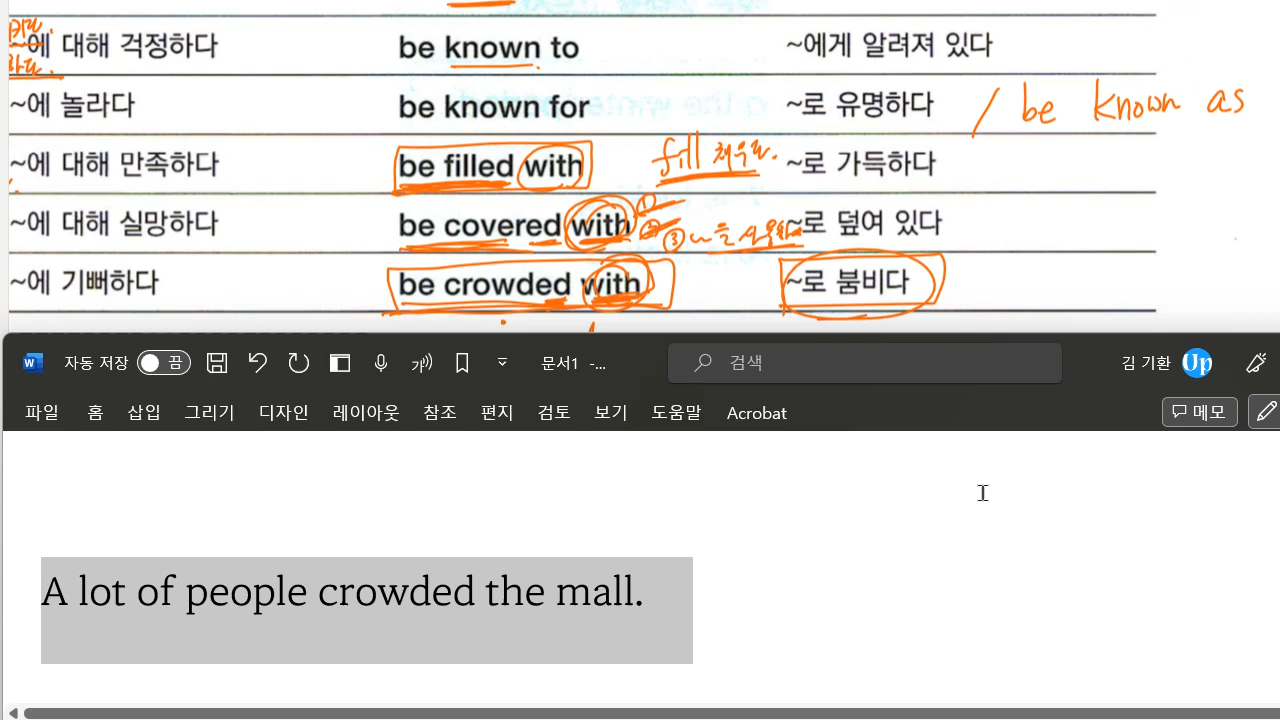 ~에 대해 걱정하다 be known to ~에게 알려져 있다
~에 놀라다 be known for ~로 유명하다 / be known as
~에 대해 만족하다 be filled with fill 채우다. ~로 가득하다
~에 대해 실망하다 be covered with ③ ~을 ~로 덮여 있다
~에 기뻐하다 be crowded with ~로 붐비다
자동 저장 끔 가 문서1 -... 검색 김 기환 Up
파일 홈 삽입 그리기 디자인 레이아웃 참조 편지 검토 보기 도움말 Acrobat 메모
A lot of people crowded the mall.